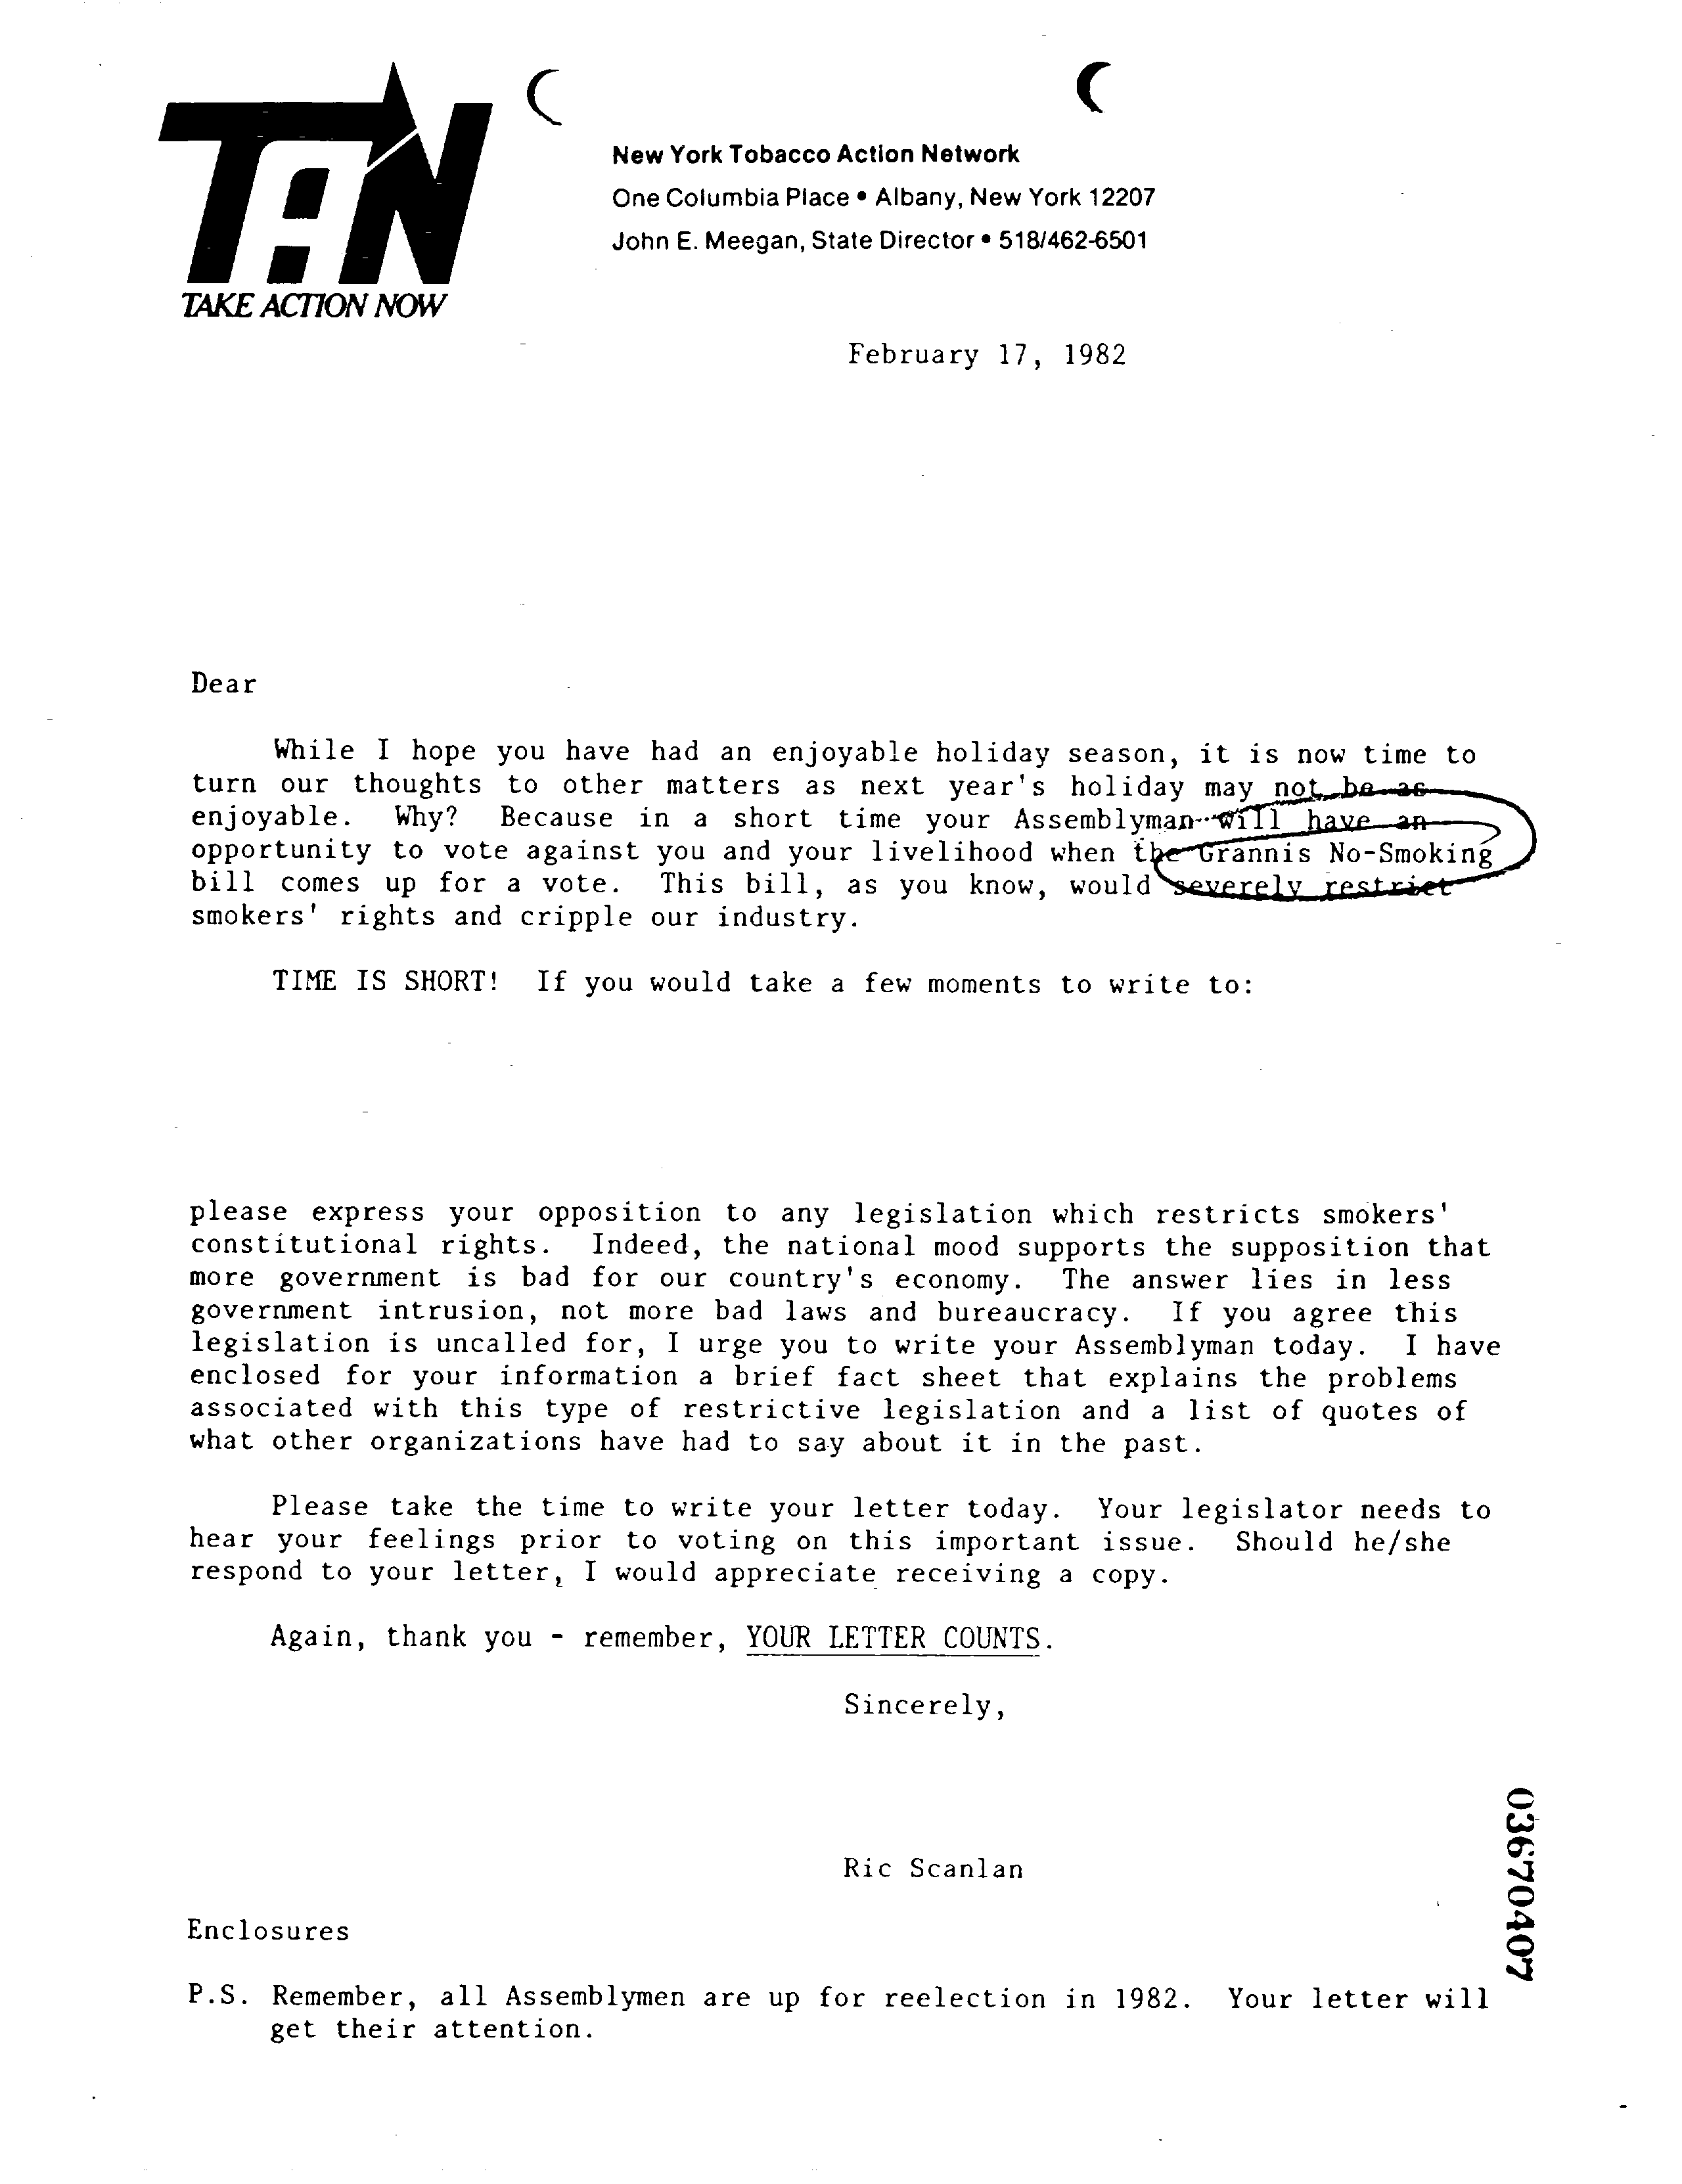 TAN
TAKE ACTION NOW
New York Tobacco Action Network
One Columbia Place • Albany, New York 12207
John E. Meegan, State Director • 518/462-6501
February 17, 1982
Dear
While I hope you have had an enjoyable holiday season, it is now time to
turn our thoughts to other matters as next year's holiday may not be as
enjoyable. Why? Because in a short time your Assemblyman will have an
opportunity to vote against you and your livelihood when the Grannis No-Smoking
bill comes up for a vote. This bill, as you know, would severely restrict
smokers' rights and cripple our industry.
TIME IS SHORT! If you would take a few moments to write to:
please express your opposition to any legislation which restricts smokers'
constitutional rights. Indeed, the national mood supports the supposition that
more government is bad for our country's economy. The answer lies in less
government intrusion, not more bad laws and bureaucracy. If you agree this
legislation is uncalled for, I urge you to write your Assemblyman today. I have
enclosed for your information a brief fact sheet that explains the problems
associated with this type of restrictive legislation and a list of quotes of
what other organizations have had to say about it in the past.
Please take the time to write your letter today. Your legislator needs to
hear your feelings prior to voting on this important issue. Should he/she
respond to your letter, I would appreciate receiving a copy.
Again, thank you - remember, YOUR LETTER COUNTS.
Sincerely,
Ric Scanlan
Enclosures
P.S. Remember, all Assemblymen are up for reelection in 1982. Your letter will
get their attention.
03670407